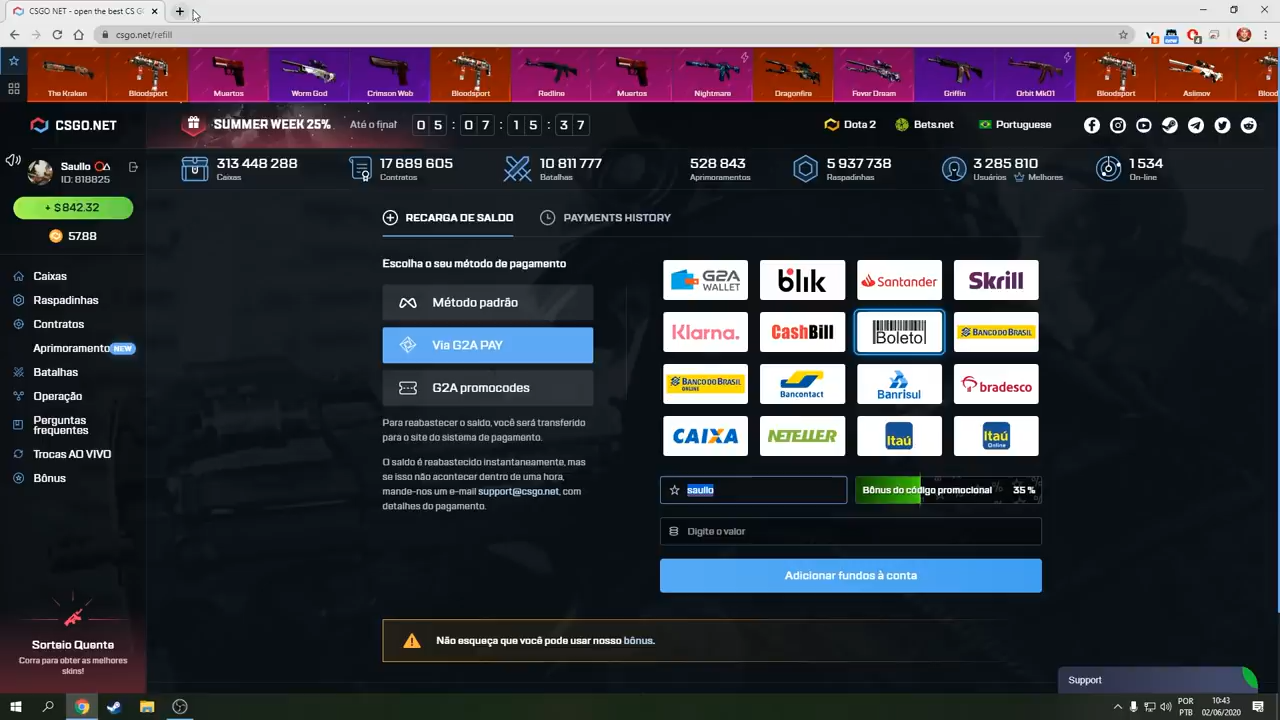 CSGO NET - open the best CS GO
csgo.net/refill
The Kraken
Bloodsport
Muertos
Worm God
Crimson Web
Bloodsport
Redline
Muertos
Nightmare
Dragonfire
Fever Dream
Griffin
Orbit Mk01
Bloodsport
Asiimov
Blood
CSGO.NET
SUMMER WEEK 25%
Até o final
0 5 : 0 7 : 1 5 : 3 7
Dota 2
Bets.net
Portuguese
Saullo
ID: 818825
313 448 288
Caixas
17 689 605
Contratos
10 811 777
Batalhas
528 843
Aprimoramentos
5 937 738
Raspadinhas
3 285 810
Usuários
Melhores
1 534
On-line
+ $ 842.32
57.88
RECARGA DE SALDO
PAYMENTS HISTORY
Caixas
Raspadinhas
Contratos
Aprimoramento NEW
Batalhas
Operação
Perguntas
frequentes
Trocas AO VIVO
Bônus
Escolha o seu método de pagamento
Método padrão
Via G2A PAY
G2A promocodes
Para reabastecer o saldo, você será transferido
para o site do sistema de pagamento.
O saldo é reabastecido instantaneamente, mas
se isso não acontecer dentro de uma hora,
mande-nos um e-mail support@csgo.net, com
detalhes do pagamento.
G2A
WALLET
blik
Santander
Skrill
Klarna.
CashBill
Boleto
BANCO DO BRASIL
BANCO DO BRASIL
ONLINE
Bancontact
Banrisul
bradesco
CAIXA
NETELLER
Itaú
Itaú
Online
saullo
Bônus do código promocional 35 %
Digite o valor
Adicionar fundos à conta
Não esqueça que você pode usar nosso bônus.
Sorteio Quente
Corra para obter as melhores
skins!
Support
POR
PTB
10:43
02/06/2020